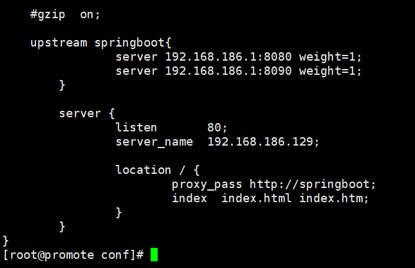 #gzip  on;
upstream springboot{
server 192.168.186.1:8080 weight=1;
server 192.168.186.1:8090 weight=1;
}
server {
listen       80;
server_name  192.168.186.129;
location / {
proxy_pass http://springboot;
index  index.html index.htm;
}
}
}
[root@promote conf]#